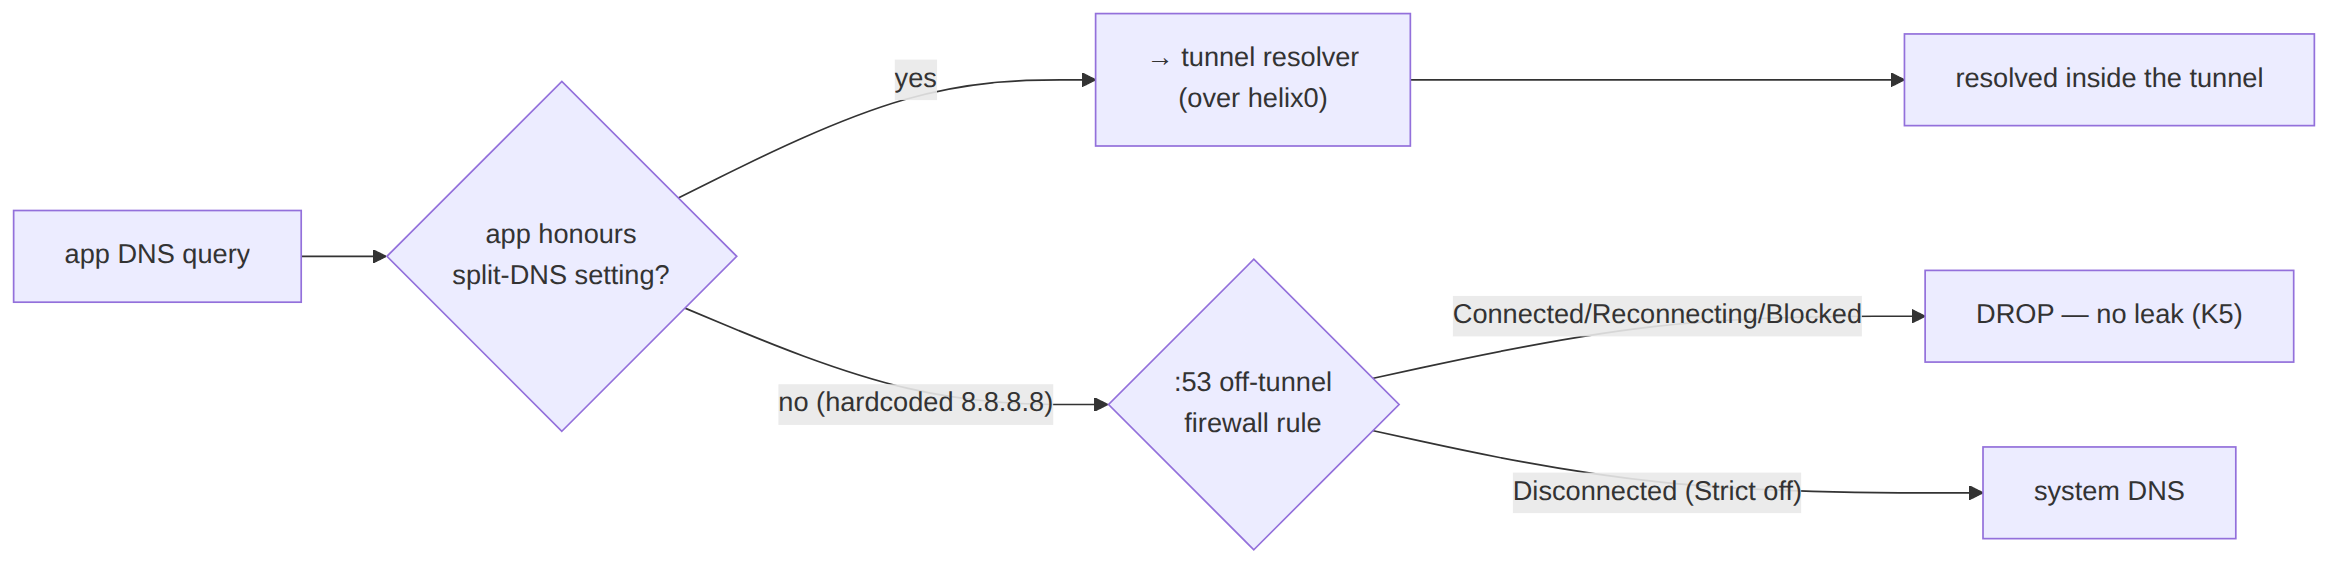 app DNS query
app honours
split-DNS setting?
yes
→ tunnel resolver
(over helix0)
resolved inside the tunnel
no (hardcoded 8.8.8.8)
:53 off-tunnel
firewall rule
Connected/Reconnecting/Blocked
DROP — no leak (K5)
Disconnected (Strict off)
system DNS